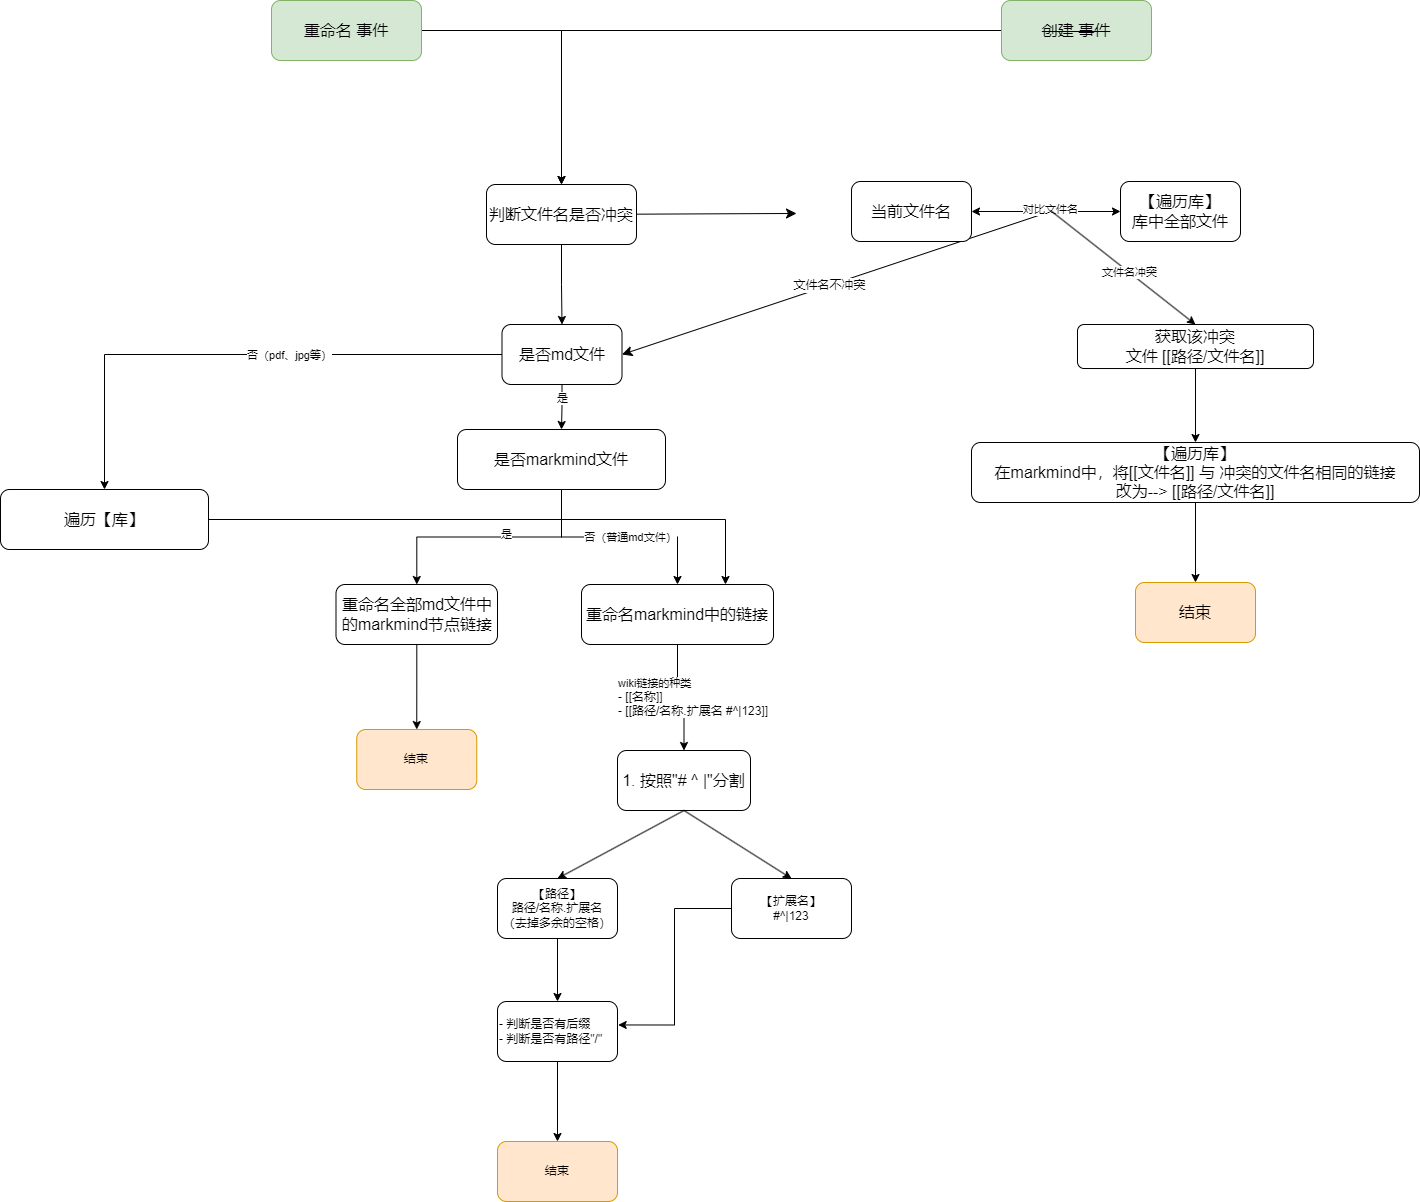 重命名 事件
创建 事件
判断文件名是否冲突
当前文件名
对比文件名
【遍历库】
库中全部文件
文件名冲突
文件名不冲突
获取该冲突
文件 [[路径/文件名]]
是否md文件
否（pdf、jpg等）
是
是否markmind文件
【遍历库】
在markmind中，将[[文件名]] 与 冲突的文件名相同的链接
改为--> [[路径/文件名]]
遍历【库】
是
否（普通md文件）
重命名全部md文件中
的markmind节点链接
重命名markmind中的链接
结束
wiki链接的种类
- [[名称]]
- [[路径/名称.扩展名 #^|123]]
结束
1. 按照"# ^ |"分割
【路径】
路径/名称.扩展名
（去掉多余的空格）
【扩展名】
#^|123
- 判断是否有后缀
- 判断是否有路径"/"
结束